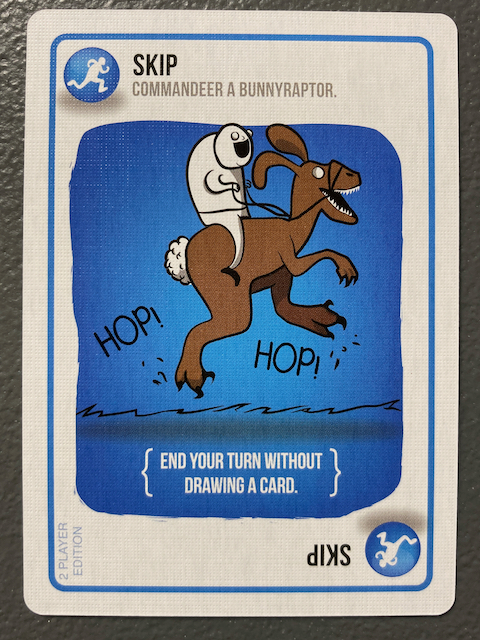 SKIP
COMMANDEER A BUNNYRAPTOR.
HOP!
HOP!
END YOUR TURN WITHOUT
DRAWING A CARD.
2 PLAYER
EDITION
SKIP